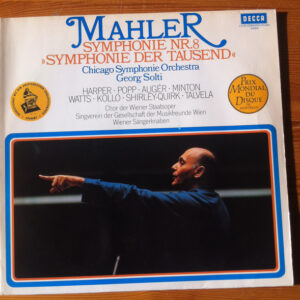 MAHLER
DECCA
SYMPHONIE NR.8
»SYMPHONIE DER TAUSEND«
Chicago Symphonie Orchestra
Georg Solti
HARPER · POPP · AUGÉR · MINTON
WATTS · KOLLO · SHIRLEY-QUIRK · TALVELA
Chor der Wiener Staatsoper
Singverein der Gesellschaft der Musikfreunde Wien
Wiener Sängerknaben
PRIX
MONDIAL
DU
DISQUE